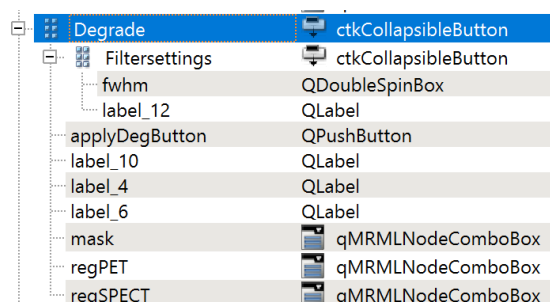 Degrade ctkCollapsibleButton
Filtersettings ctkCollapsibleButton
fwhm QDoubleSpinBox
label_12 QLabel
applyDegButton QPushButton
label_10 QLabel
label_4 QLabel
label_6 QLabel
mask qMRMLNodeComboBox
regPET qMRMLNodeComboBox
regSPECT qMRMLNodeComboBox